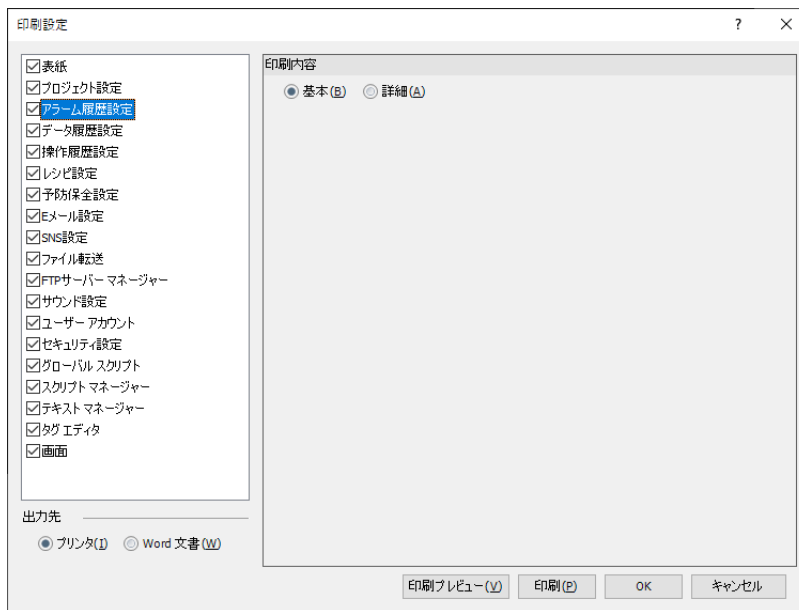 印刷設定
表紙
プロジェクト設定
アラーム履歴設定
データ履歴設定
操作履歴設定
レシピ設定
予防保全設定
Eメール設定
SNS設定
ファイル転送
FTPサーバー マネージャー
サウンド設定
ユーザー アカウント
セキュリティ設定
グローバル スクリプト
スクリプト マネージャー
テキスト マネージャー
タグ エディタ
画面
出力先
プリンタ(I) Word 文書(W)
印刷内容
基本(B) 詳細(A)
印刷プレビュー(V) 印刷(P) OK キャンセル